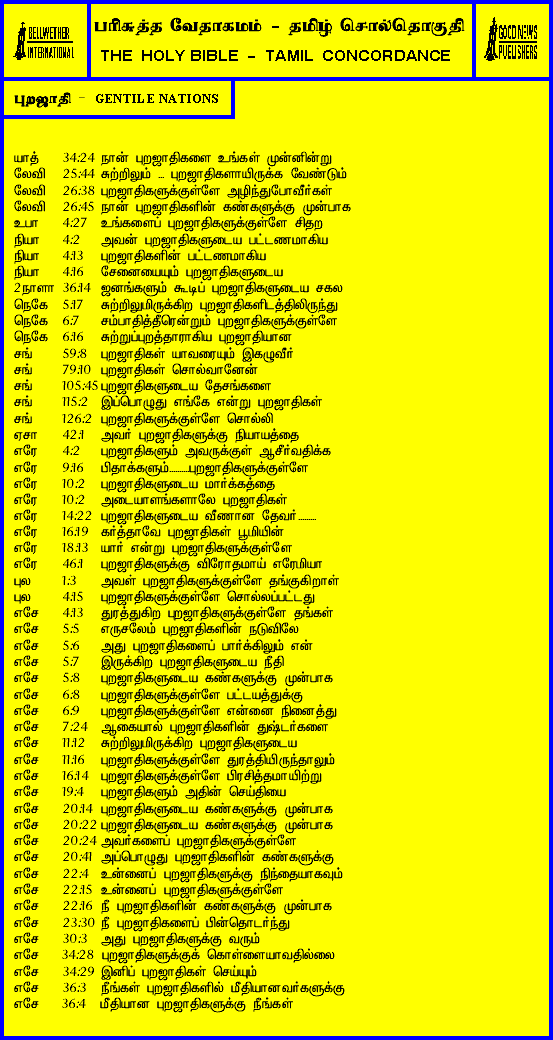 BELLWETHER
INTERNATIONAL
பரிசுத்த வேதாகமம் - தமிழ் சொல்தொகுதி
THE HOLY BIBLE - TAMIL CONCORDANCE
GOOD NEWS
PUBLISHERS
புறஜாதி - GENTILE NATIONS
யாத் 34:24 நான் புறஜாதிகளை உங்கள் முன்னின்று
லேவி 25:44 சுற்றிலும் ... புறஜாதிகளாயிருக்க வேண்டும்
லேவி 26:38 புறஜாதிகளுக்குள்ளே அழிந்துபோவீர்கள்
லேவி 26:45 நான் புறஜாதிகளின் கண்களுக்கு முன்பாக
உபா 4:27 உங்களைப் புறஜாதிகளுக்குள்ளே சிதற
நியா 4:2 அவன் புறஜாதிகளுடைய பட்டணமாகிய
நியா 4:13 புறஜாதிகளின் பட்டணமாகிய
நியா 4:16 சேனையையும் புறஜாதிகளுடைய
2நாளா 36:14 ஜனங்களும் கூடிப் புறஜாதிகளுடைய சகல
நெகே 5:17 சுற்றிலுமிருக்கிற புறஜாதிகளிடத்திலிருந்து
நெகே 6:7 சம்பாதித்தீரென்றும் புறஜாதிகளுக்குள்ளே
நெகே 6:16 சுற்றுப்புறத்தாராகிய புறஜாதியான
சங் 59:8 புறஜாதிகள் யாவரையும் இகழுவீர்
சங் 79:10 புறஜாதிகள் சொல்வானேன்
சங் 105:45 புறஜாதிகளுடைய தேசங்களை
சங் 115:2 இப்பொழுது எங்கே என்று புறஜாதிகள்
சங் 126:2 புறஜாதிகளுக்குள்ளே சொல்லி
ஏசா 42:1 அவர் புறஜாதிகளுக்கு நியாயத்தை
எரே 4:2 புறஜாதிகளும் அவருக்குள் ஆசீர்வதிக்க
எரே 9:16 பிதாக்களும்.........புறஜாதிகளுக்குள்ளே
எரே 10:2 புறஜாதிகளுடைய மார்க்கத்தை
எரே 10:2 அடையாளங்களாலே புறஜாதிகள்
எரே 14:22 புறஜாதிகளுடைய வீணான தேவர்.........
எரே 16:19 கர்த்தாவே புறஜாதிகள் பூமியின்
எரே 18:13 யார் என்று புறஜாதிகளுக்குள்ளே
எரே 46:1 புறஜாதிகளுக்கு விரோதமாய் எரேமியா
புல 1:3 அவள் புறஜாதிகளுக்குள்ளே தங்குகிறாள்
புல 4:15 புறஜாதிகளுக்குள்ளே சொல்லப்பட்டது
எசே 4:13 துரத்துகிற புறஜாதிகளுக்குள்ளே தங்கள்
எசே 5:5 எருசலேம் புறஜாதிகளின் நடுவிலே
எசே 5:6 அது புறஜாதிகளைப் பார்க்கிலும் என்
எசே 5:7 இருக்கிற புறஜாதிகளுடைய நீதி
எசே 5:8 புறஜாதிகளுடைய கண்களுக்கு முன்பாக
எசே 6:8 புறஜாதிகளுக்குள்ளே பட்டயத்துக்கு
எசே 6:9 புறஜாதிகளுக்குள்ளே என்னை நினைத்து
எசே 7:24 ஆகையால் புறஜாதிகளின் துஷ்டர்களை
எசே 11:12 சுற்றிலுமிருக்கிற புறஜாதிகளுடைய
எசே 11:16 புறஜாதிகளுக்குள்ளே துரத்தியிருந்தாலும்
எசே 16:14 புறஜாதிகளுக்குள்ளே பிரசித்தமாயிற்று
எசே 19:4 புறஜாதிகளும் அதின் செய்தியை
எசே 20:14 புறஜாதிகளுடைய கண்களுக்கு முன்பாக
எசே 20:22 புறஜாதிகளுடைய கண்களுக்கு முன்பாக
எசே 20:24 அவர்களைப் புறஜாதிகளுக்குள்ளே
எசே 20:41 அப்பொழுது புறஜாதிகளின் கண்களுக்கு
எசே 22:4 உன்னைப் புறஜாதிகளுக்கு நிந்தையாகவும்
எசே 22:15 உன்னைப் புறஜாதிகளுக்குள்ளே
எசே 22:16 நீ புறஜாதிகளின் கண்களுக்கு முன்பாக
எசே 23:30 நீ புறஜாதிகளைப் பின்தொடர்ந்து
எசே 30:3 அது புறஜாதிகளுக்கு வரும்
எசே 34:28 புறஜாதிகளுக்குக் கொள்ளையாவதில்லை
எசே 34:29 இனிப் புறஜாதிகள் செய்யும்
எசே 36:3 நீங்கள் புறஜாதிகளில் மீதியானவர்களுக்கு
எசே 36:4 மீதியான புறஜாதிகளுக்கு நீங்கள்